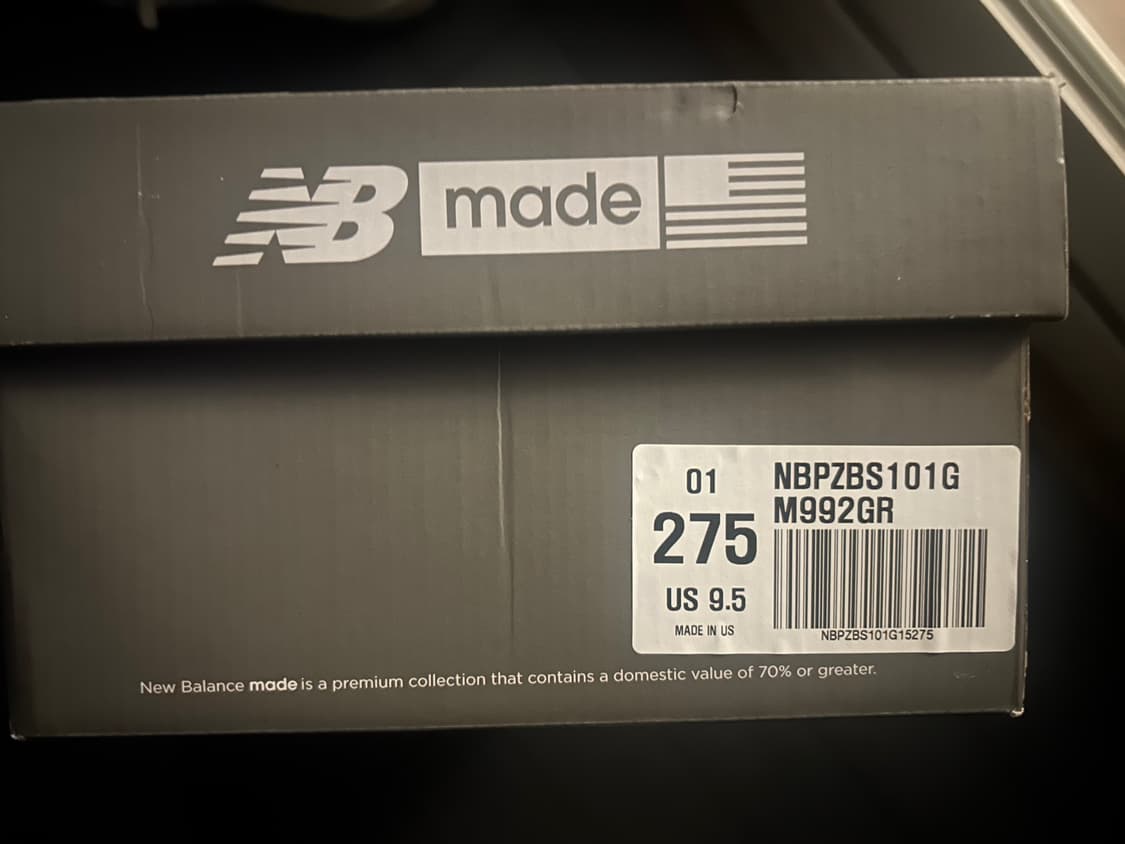 NB made
01
275
US 9.5
MADE IN US
NBPZBS101G
M992GR
NBPZBS101G15275
New Balance made is a premium collection that contains a domestic value of 70% or greater.